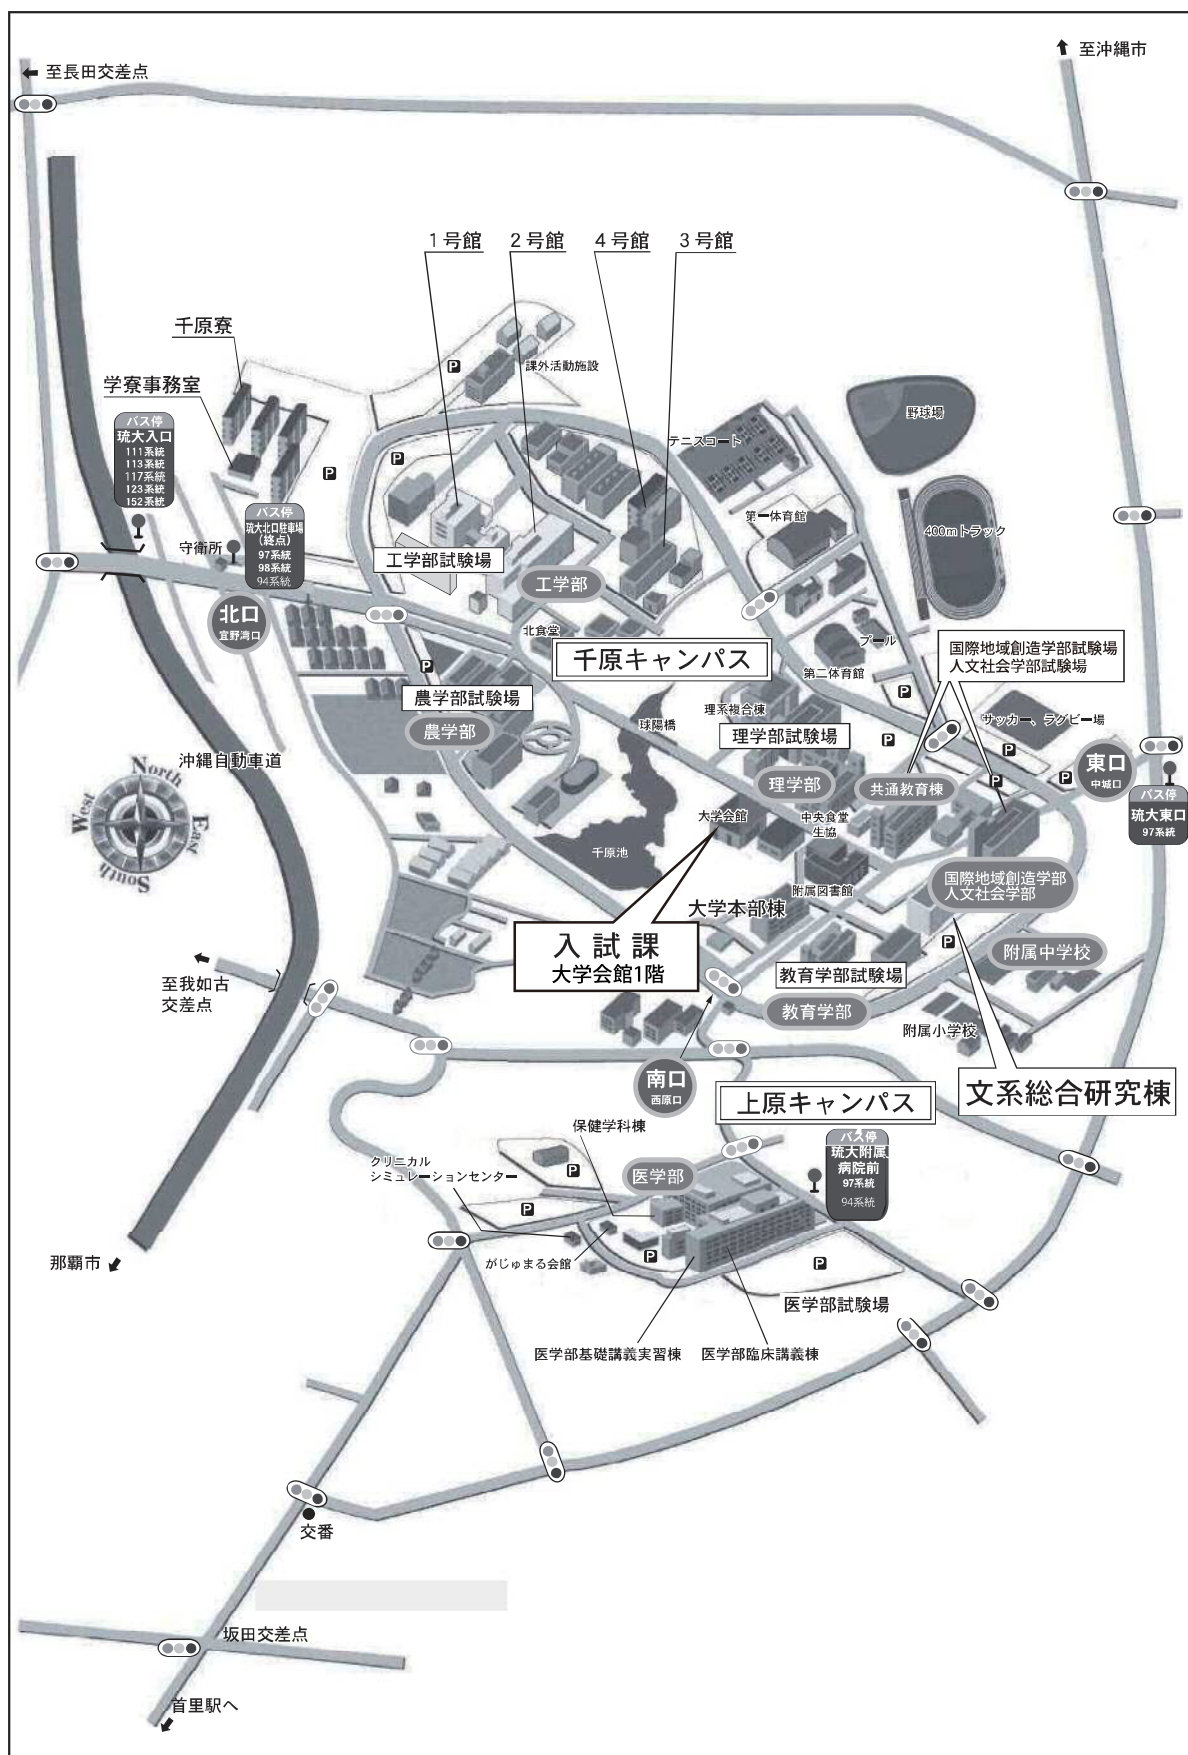 至沖縄市
至長田交差点
1号館
2号館
4号館
3号館
千原寮
P
課外活動施設
学寮事務室
バス停
琉大入口
111系統
113系統
117系統
123系統
152系統
野球場
テニスコート
P
P
バス停
琉大北口駐車場
(終点)
97系統
98系統
94系統
第一体育館
400mトラック
守衛所
工学部試験場
工学部
北口
宜野湾口
北食堂
プール
千原キャンパス
国際地域創造学部試験場
人文社会学部試験場
P
第二体育館
農学部試験場
P
理系複合棟
球陽橋
サッカー、ラグビー場
農学部
理学部試験場
P
P
沖縄自動車道
North
West
East
South
東口
中城口
P
P
理学部
共通教育棟
バス停
琉大東口
97系統
大学会館
中央食堂
生協
千原池
附属図書館
国際地域創造学部
人文社会学部
大学本部棟
入試課
大学会館1階
P
附属中学校
至我如古
交差点
教育学部試験場
教育学部
附属小学校
南口
西原口
文系総合研究棟
上原キャンパス
保健学科棟
バス停
琉大附属
病院前
97系統
94系統
クリニカル
シミュレーションセンター
P
医学部
P
那覇市
がじゅまる会館
P
P
医学部試験場
医学部基礎講義実習棟
医学部臨床講義棟
交番
坂田交差点
首里駅へ